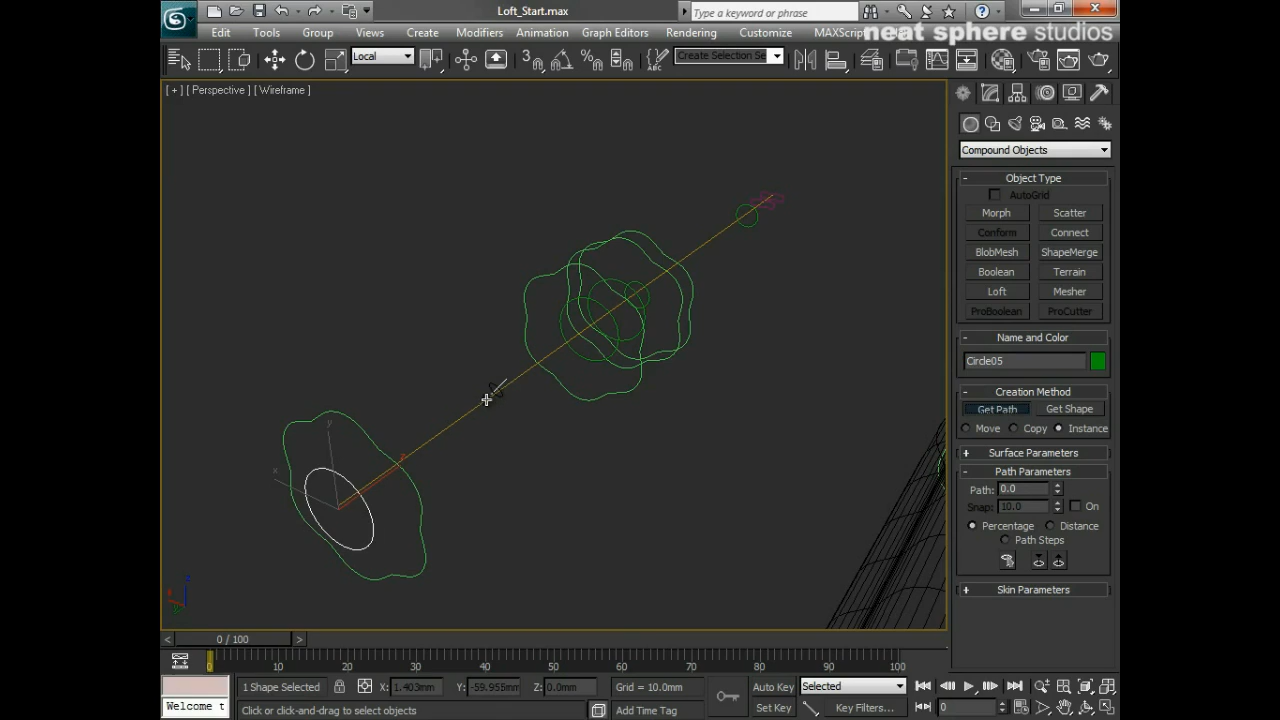 Loft_Start.max
Type a keyword or phrase
Edit Tools Group Views Create Modifiers Animation Graph Editors Rendering Customize MAXScript
neat sphere studios
Local
3
%
ABC
Create Selection Se
[ + ] [ Perspective ] [ Wireframe ]
Compound Objects
- Object Type
AutoGrid
Morph Scatter
Conform Connect
BlobMesh ShapeMerge
Boolean Terrain
Loft Mesher
ProBoolean ProCutter
- Name and Color
Circle05
- Creation Method
Get Path Get Shape
Move Copy Instance
+ Surface Parameters
- Path Parameters
Path: 0.0
Snap: 10.0 On
Percentage Distance
Path Steps
+ Skin Parameters
y
x
z
z
x
y
< 0 / 100 >
0 10 20 30 40 50 60 70 80 90 100
1 Shape Selected X: 1.403mm Y: -59.955mm Z: 0.0mm Grid = 10.0mm Auto Key Selected
Welcome t Click or click-and-drag to select objects Add Time Tag Set Key Key Filters... 0